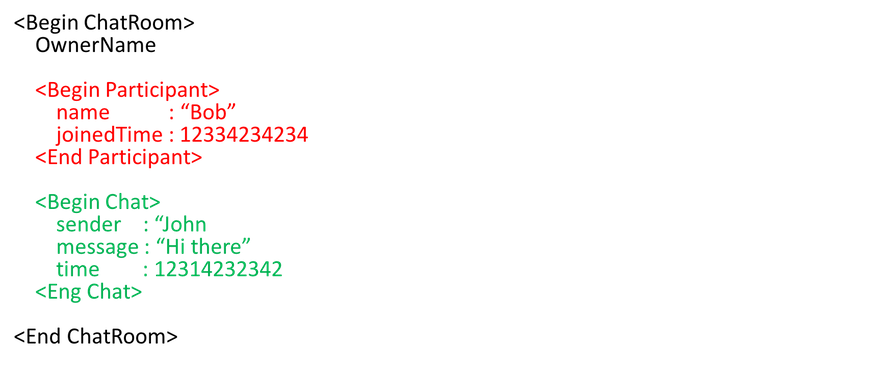 <Begin ChatRoom>
OwnerName
<Begin Participant>
name : “Bob”
joinedTime : 12334234234
<End Participant>
<Begin Chat>
sender : “John
message : “Hi there”
time : 12314232342
<Eng Chat>
<End ChatRoom>